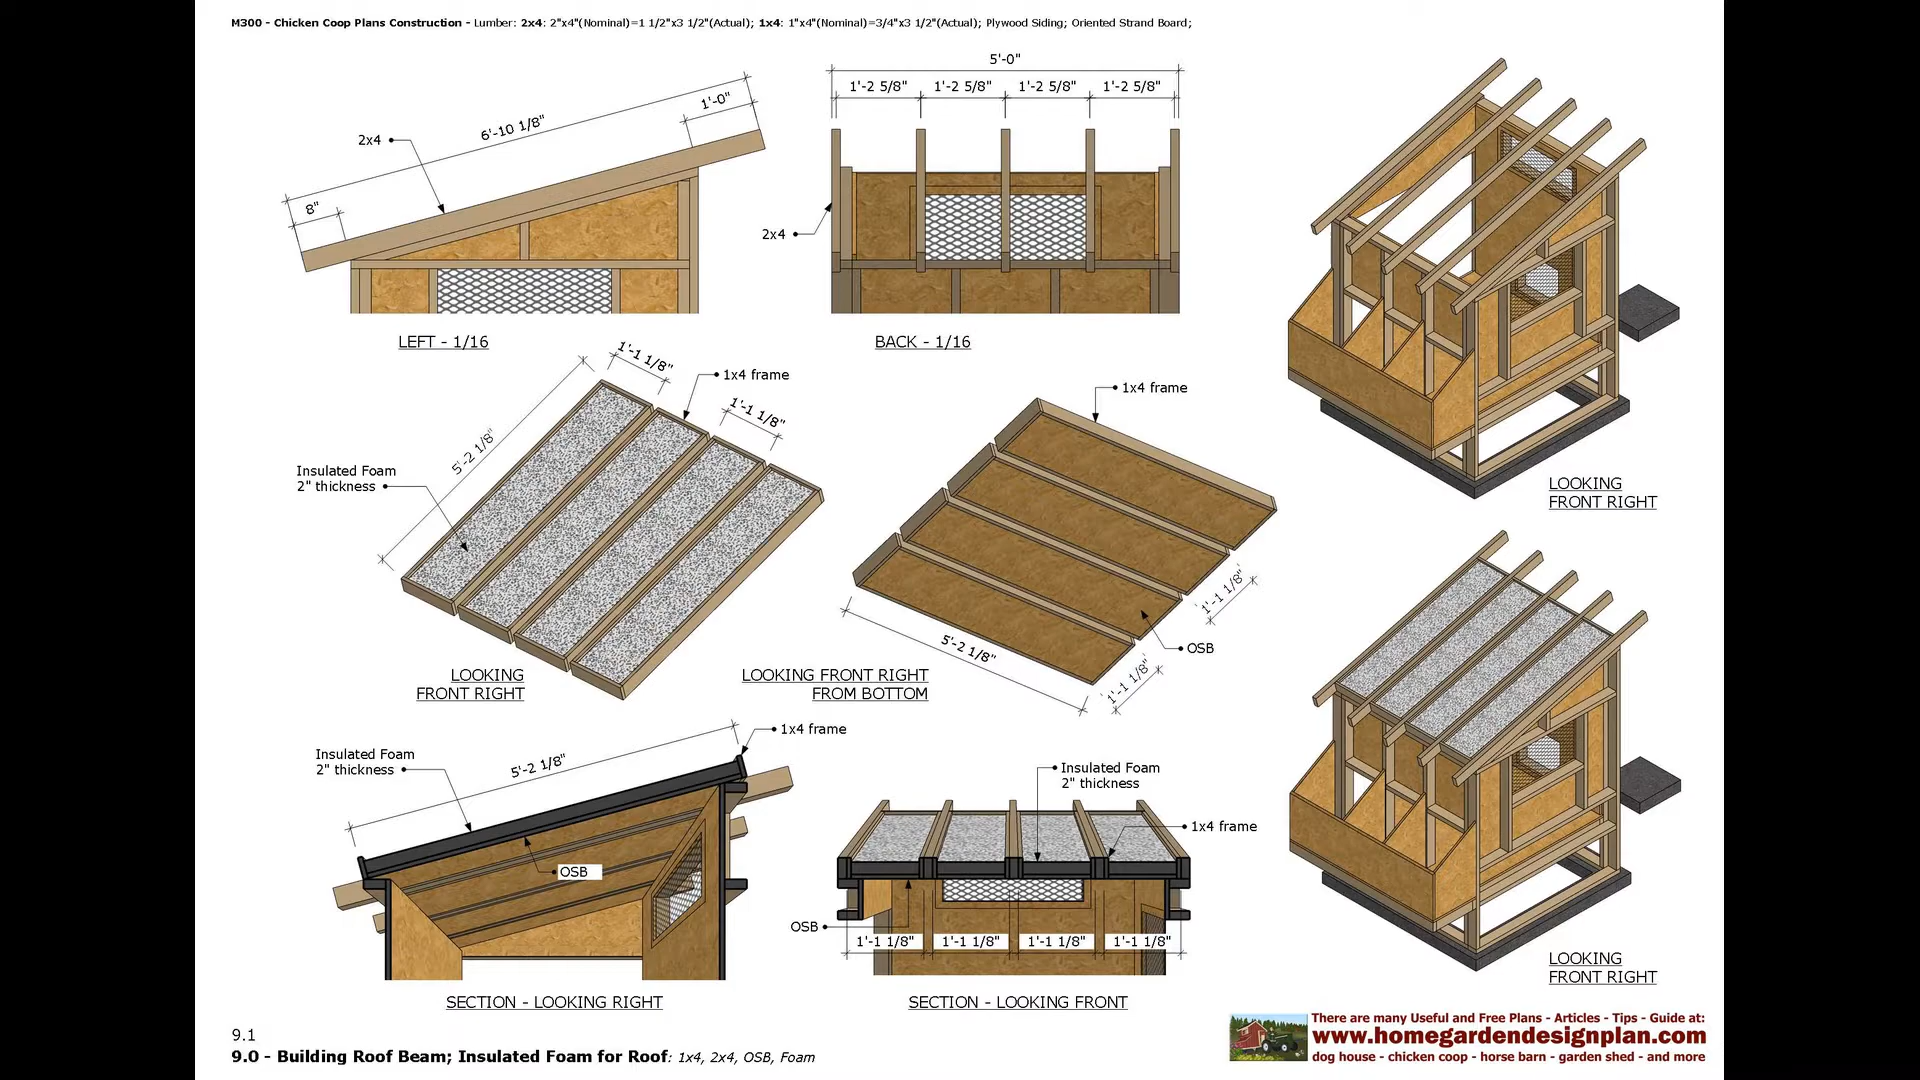 M300 - Chicken Coop Plans Construction - Lumber: 2x4: 2"x4"(Nominal)=1 1/2"x3 1/2"(Actual); 1x4: 1"x4"(Nominal)=3/4"x3 1/2"(Actual); Plywood Siding; Oriented Strand Board;
2x4
6'-10 1/8"
1'-0"
8"
LEFT - 1/16
5'-0"
1'-2 5/8" 1'-2 5/8" 1'-2 5/8" 1'-2 5/8"
2x4
BACK - 1/16
LOOKING
FRONT RIGHT
1'-1 1/8"
1x4 frame
1'-1 1/8"
5'-2 1/8"
Insulated Foam
2" thickness
LOOKING
FRONT RIGHT
1x4 frame
1'-1 1/8"
OSB
5'-2 1/8"
1'-1 1/8"
LOOKING FRONT RIGHT
FROM BOTTOM
1x4 frame
Insulated Foam
2" thickness
5'-2 1/8"
OSB
SECTION - LOOKING RIGHT
Insulated Foam
2" thickness
1x4 frame
OSB
1'-1 1/8" 1'-1 1/8" 1'-1 1/8" 1'-1 1/8"
SECTION - LOOKING FRONT
LOOKING
FRONT RIGHT
9.1
9.0 - Building Roof Beam; Insulated Foam for Roof: 1x4, 2x4, OSB, Foam
There are many Useful and Free Plans - Articles - Tips - Guide at:
www.homegardendesignplan.com
dog house - chicken coop - horse barn - garden shed - and more